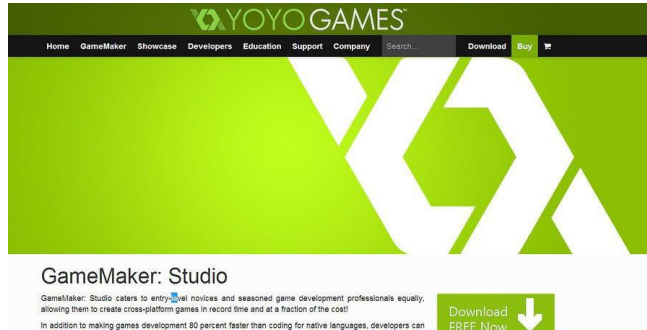 YOYO GAMES™
Home GameMaker Showcase Developers Education Support Company Search... Download Buy
GameMaker: Studio
GameMaker: Studio caters to entry-level novices and seasoned game development professionals equally,
allowing them to create cross-platform games in record time and at a fraction of the cost!
In addition to making games development 80 percent faster than coding for native languages, developers can
Download
FREE Now